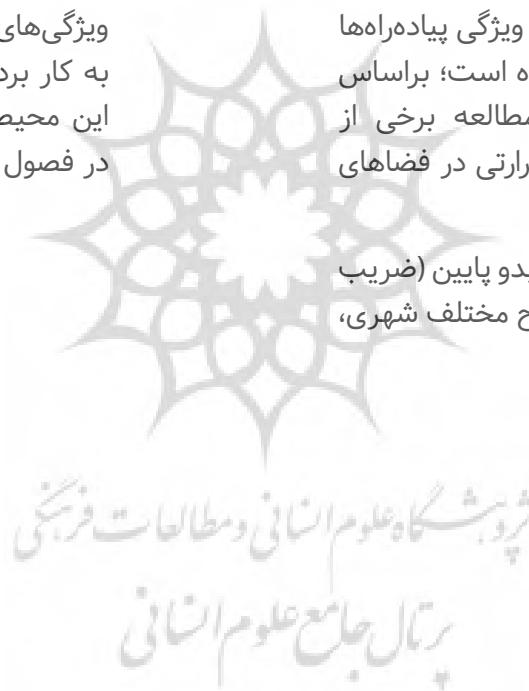 ویژگی پیاده‌راه‌ها
ه است؛ براساس
مطالعه برخی از
رارتی در فضاهای
یدو پایین (ضریب
ح مختلف شهری،
ویژگی‌های
به کار برد
این محیط
در فصول
پژوهشگاه علوم انسانی و مطالعات فرهنگی
پرتال جامع علوم انسانی